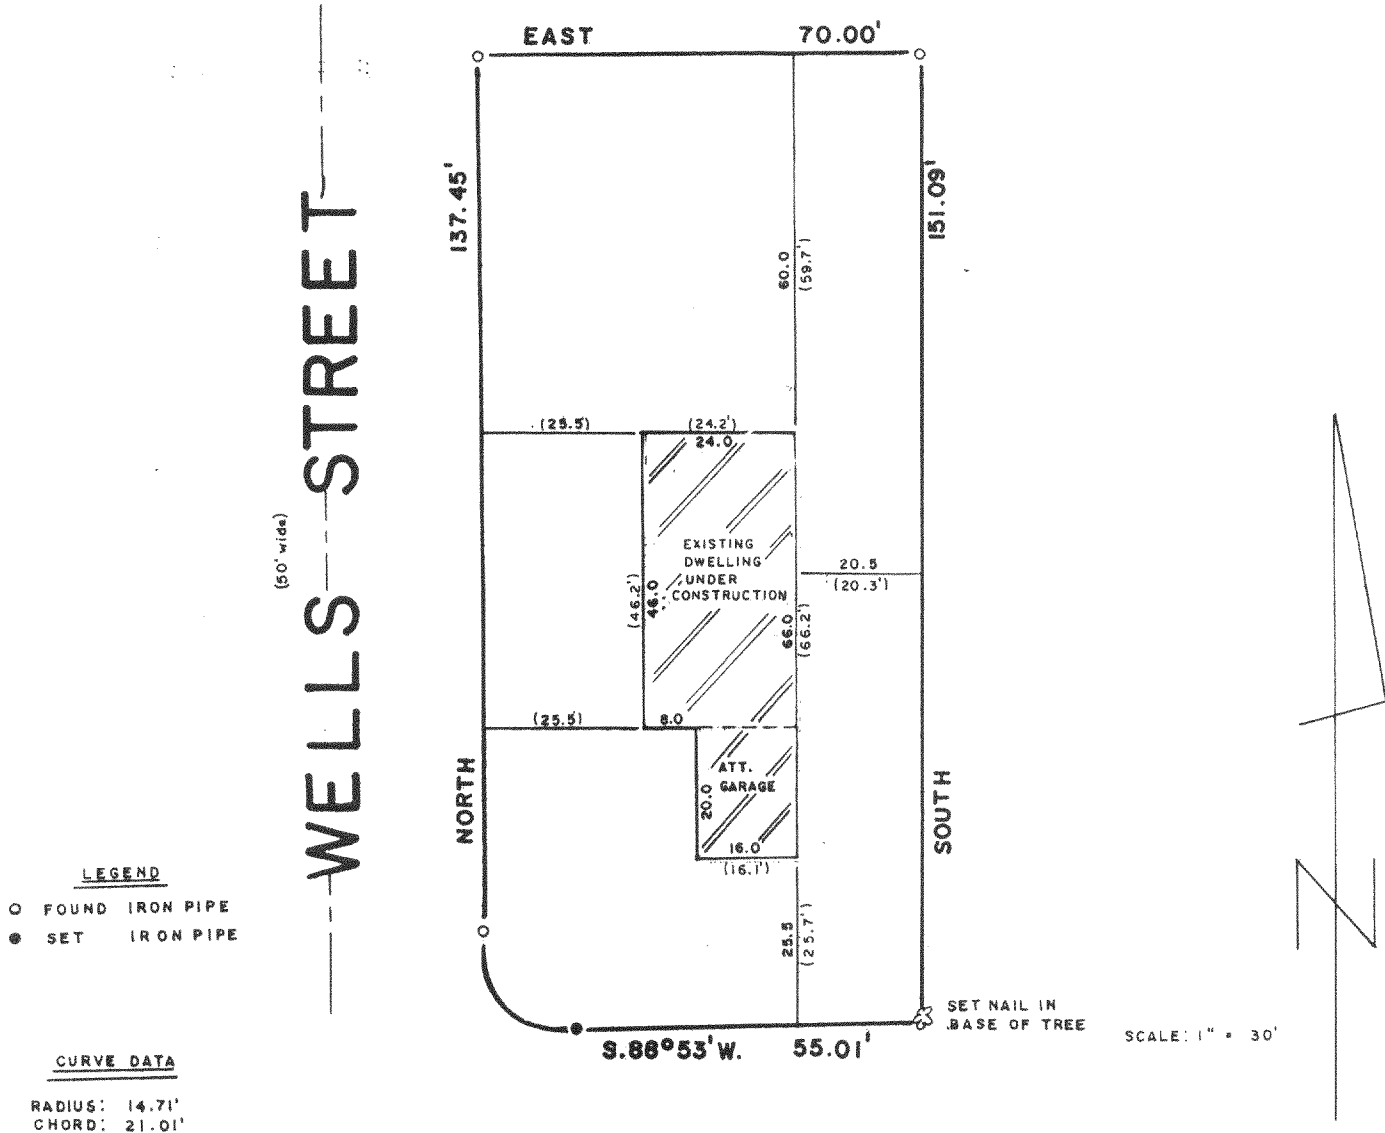 EAST 70.00'
137.45'
151.09'
60.0
(59.7')
WELLS STREET
(50' wide)
(25.5') (24.2')
24.0
EXISTING
DWELLING
UNDER
CONSTRUCTION
(46.2')
46.0
20.5
(20.3')
66.0
(66.2')
(25.5') 8.0
ATT.
GARAGE
20.0
16.0
(16.1')
NORTH
SOUTH
25.5
(25.7')
LEGEND
FOUND IRON PIPE
SET IRON PIPE
SET NAIL IN
BASE OF TREE
SCALE: 1" = 30'
S.88°53'W. 55.01'
CURVE DATA
RADIUS: 14.71'
CHORD: 21.01'
N